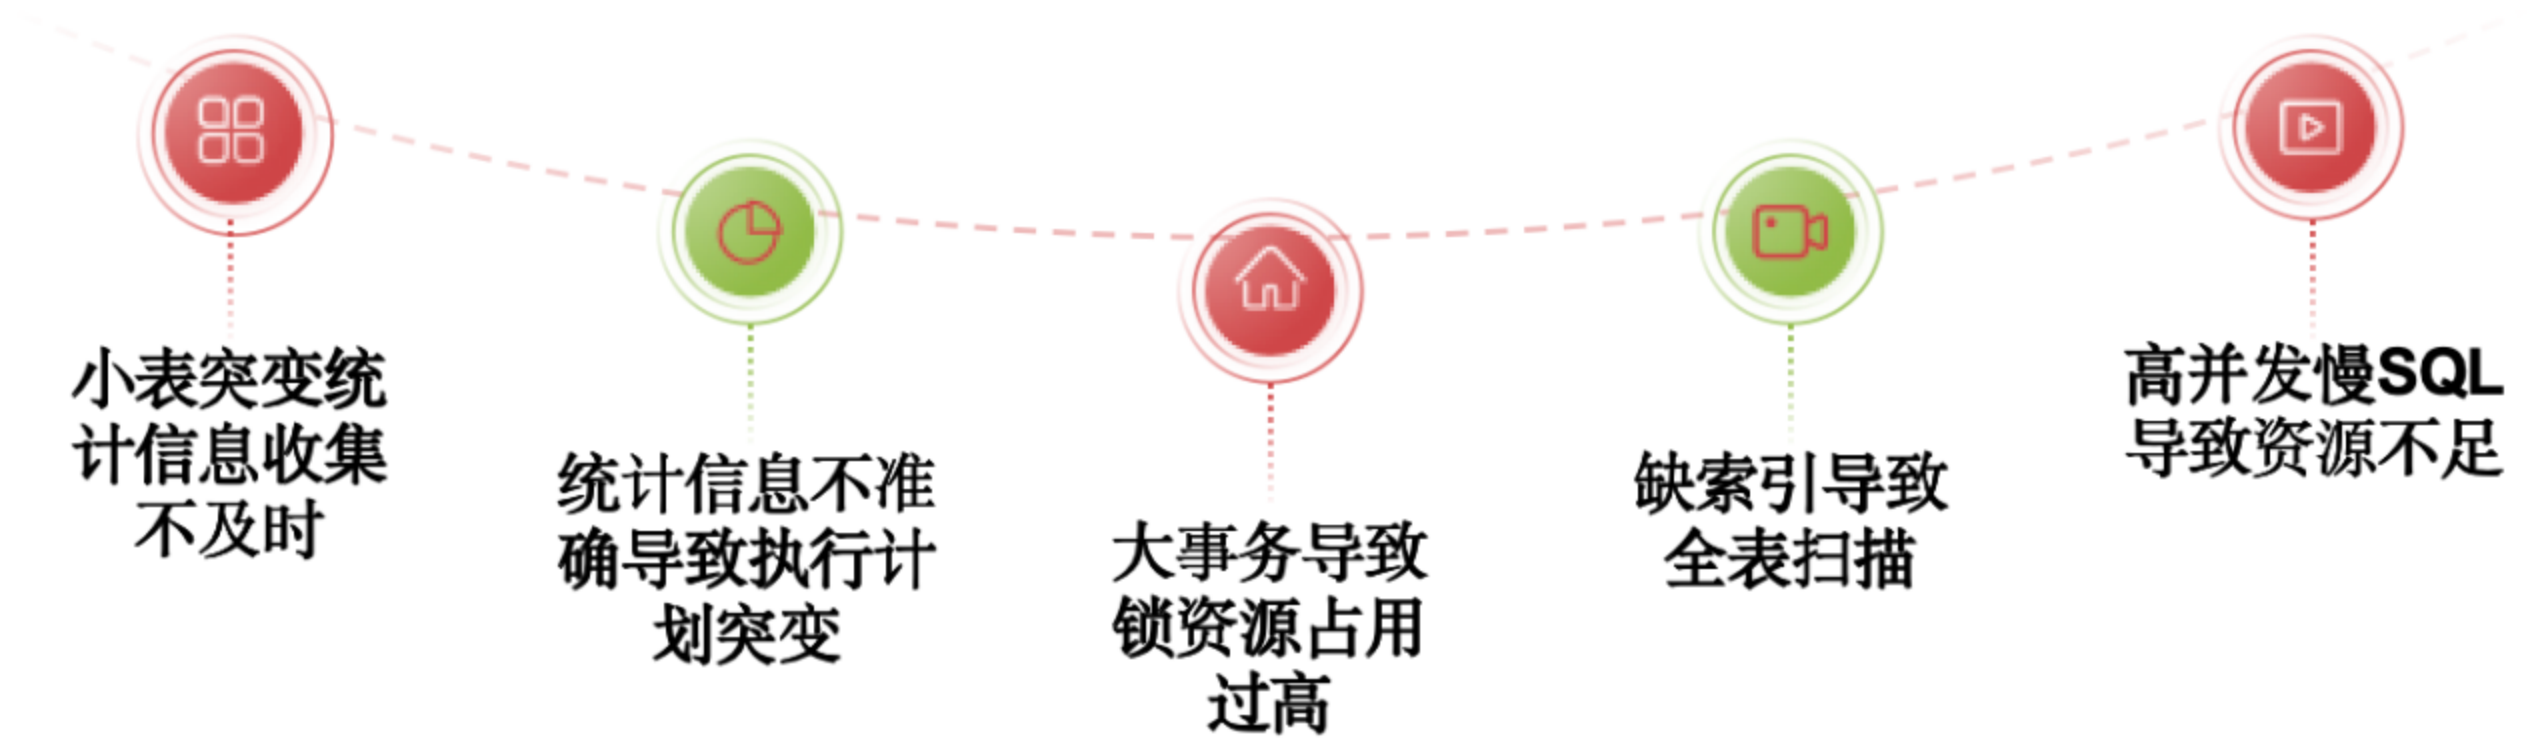 小表突变统
计信息收集
不及时
统计信息不准
确导致执行计
划突变
大事务导致
锁资源占用
过高
缺索引导致
全表扫描
高并发慢SQL
导致资源不足